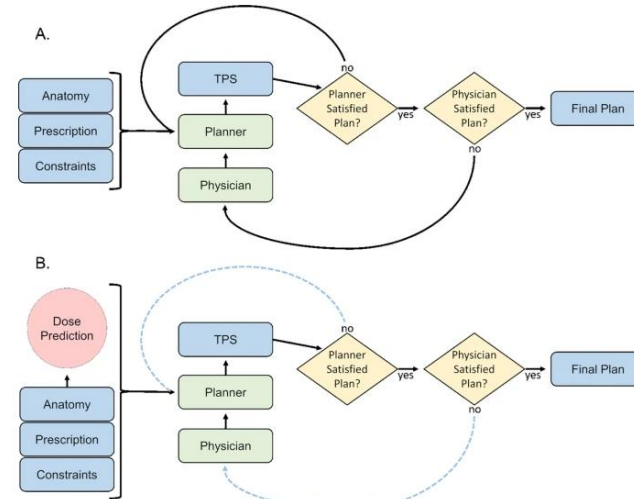 A.
no
Anatomy
Prescription
Constraints
TPS
Planner
Physician
Planner
Satisfied
Plan?
yes
Physician
Satisfied
Plan?
yes
no
Final Plan
B.
Dose
Prediction
Anatomy
Prescription
Constraints
no
TPS
Planner
Physician
Planner
Satisfied
Plan?
yes
Physician
Satisfied
Plan?
yes
no
Final Plan